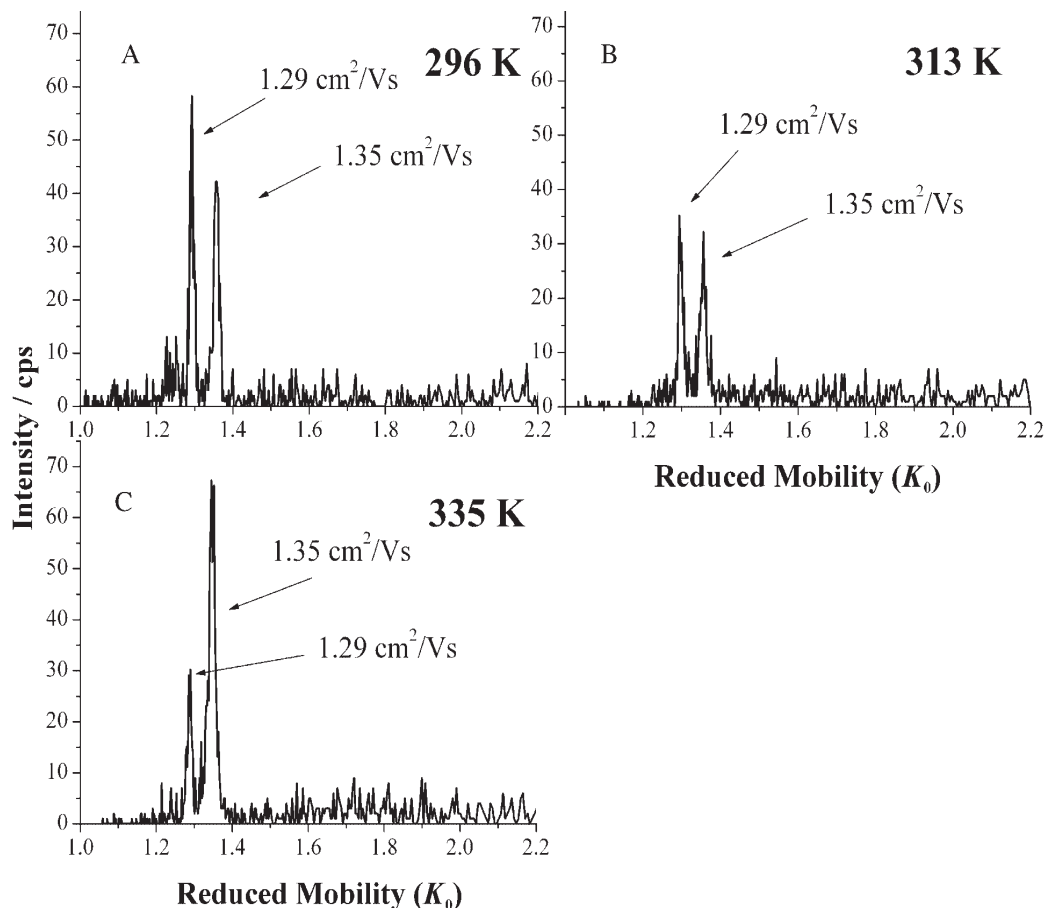 A
296 K
1.29 cm²/Vs
1.35 cm²/Vs
70
60
50
40
30
20
10
0
1.0 1.2 1.4 1.6 1.8 2.0 2.2
B
313 K
1.29 cm²/Vs
1.35 cm²/Vs
70
60
50
40
30
20
10
0
1.2 1.4 1.6 1.8 2.0 2.2
Reduced Mobility (K₀)
Intensity / cps
C
335 K
1.35 cm²/Vs
1.29 cm²/Vs
70
60
50
40
30
20
10
0
1.0 1.2 1.4 1.6 1.8 2.0 2.2
Reduced Mobility (K₀)